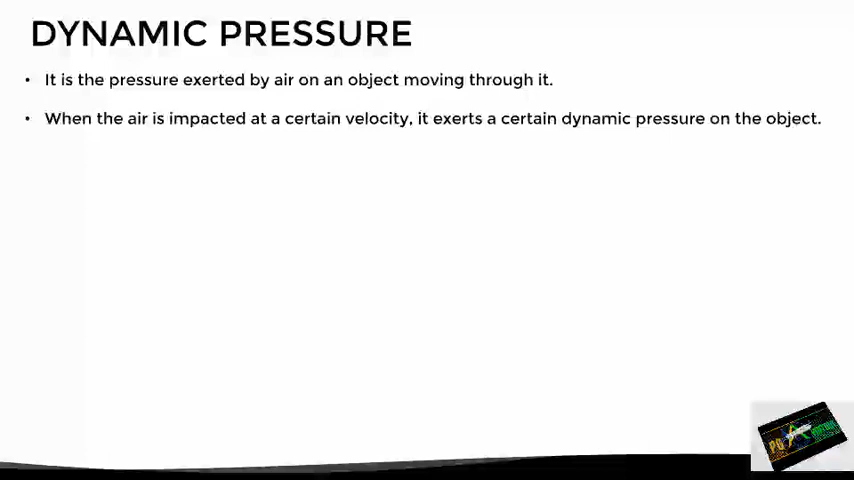 DYNAMIC PRESSURE
• It is the pressure exerted by air on an object moving through it.
• When the air is impacted at a certain velocity, it exerts a certain dynamic pressure on the object.